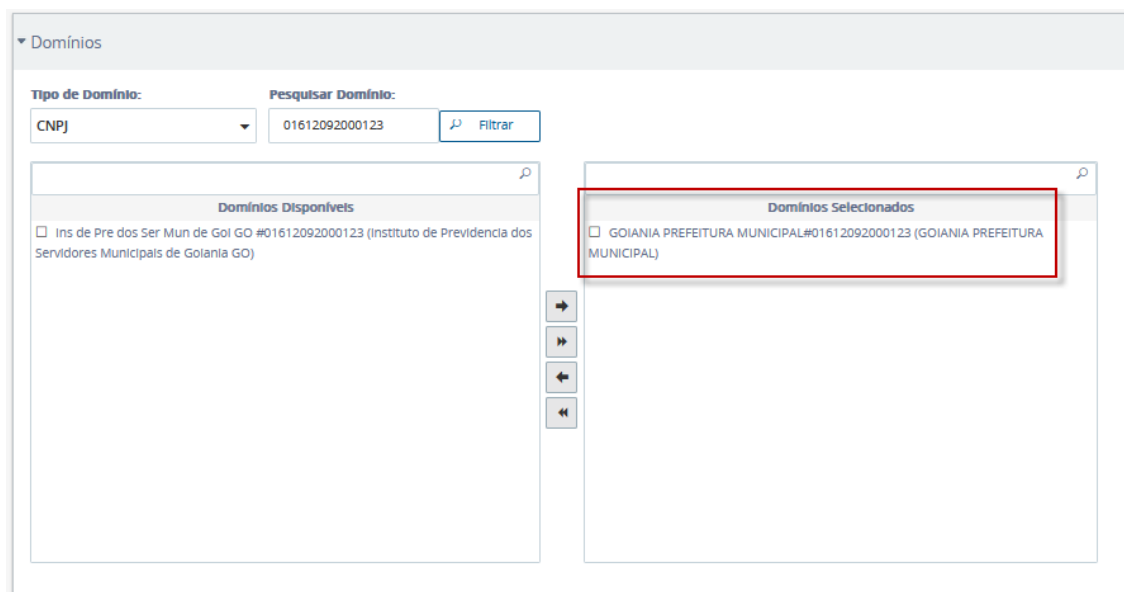 Domínios
Tipo de Domínio:
Pesquisar Domínio:
CNPJ
01612092000123
Filtrar
Domínios Disponíveis
Ins de Pre dos Ser Mun de Goi GO #01612092000123 (Instituto de Previdencia dos
Servidores Municipais de Goiania GO)
Domínios Selecionados
GOIANIA PREFEITURA MUNICIPAL#01612092000123 (GOIANIA PREFEITURA
MUNICIPAL)